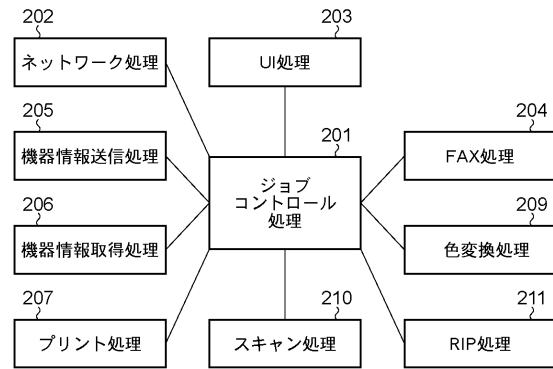 202
ネットワーク処理
203
UI処理
205
機器情報送信処理
201
ジョブ
コントロール
処理
204
FAX処理
206
機器情報取得処理
209
色変換処理
207
プリント処理
210
スキャン処理
211
RIP処理